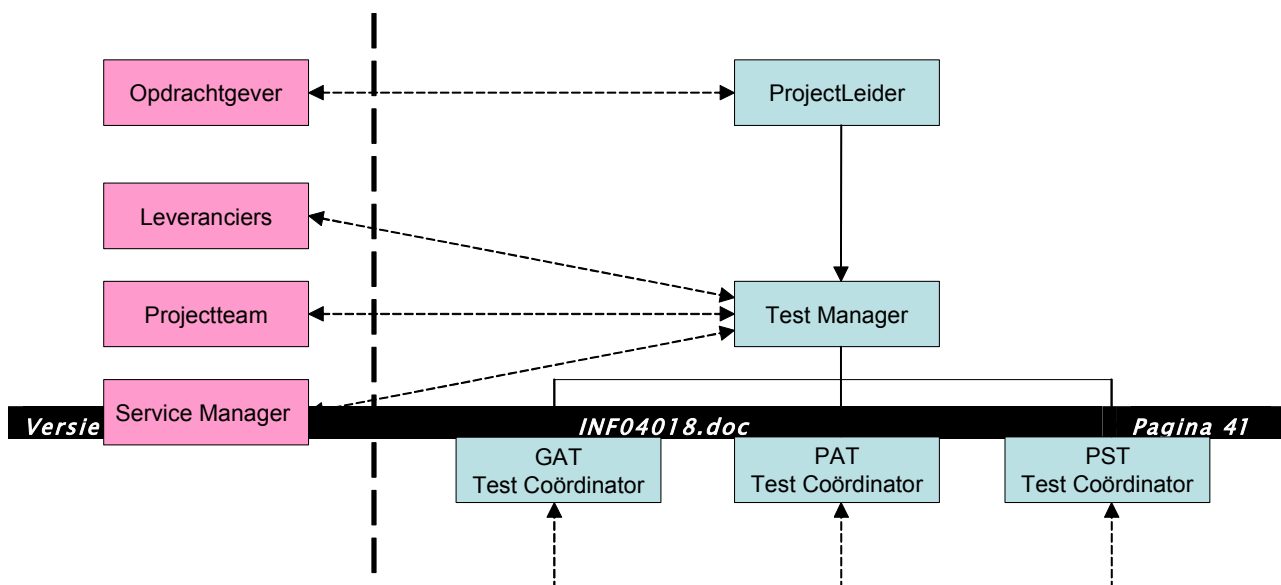 Opdrachtgever
ProjectLeider
Leveranciers
Projectteam
Test Manager
Service Manager
Versie
INF04018.doc
Pagina 41
GAT
Test Coördinator
PAT
Test Coördinator
PST
Test Coördinator